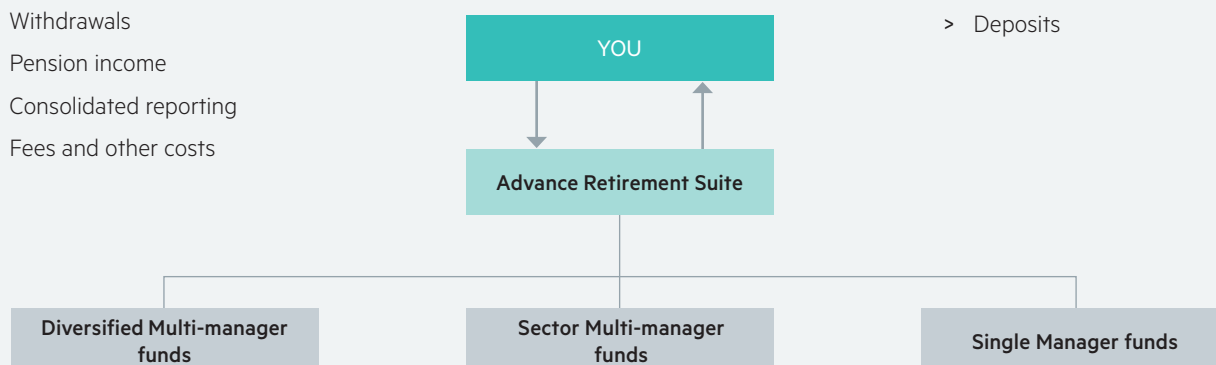 Withdrawals
Pension income
Consolidated reporting
Fees and other costs
YOU
> Deposits
Advance Retirement Suite
Diversified Multi-manager
funds
Sector Multi-manager
funds
Single Manager funds